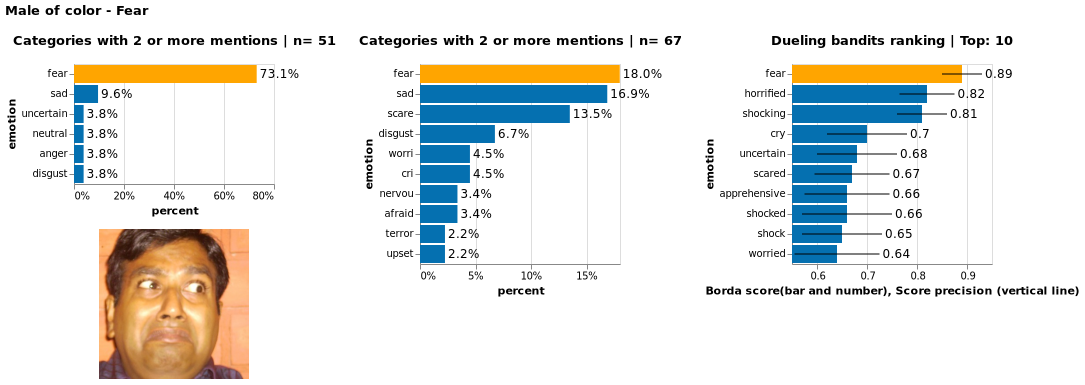 Male of color - Fear
Categories with 2 or more mentions | n= 51
emotion
fear 73.1%
sad 9.6%
uncertain 3.8%
neutral 3.8%
anger 3.8%
disgust 3.8%
0% 20% 40% 60% 80%
percent
Categories with 2 or more mentions | n= 67
emotion
fear 18.0%
sad 16.9%
scare 13.5%
disgust 6.7%
worri 4.5%
cri 4.5%
nervou 3.4%
afraid 3.4%
terror 2.2%
upset 2.2%
0% 5% 10% 15%
percent
Dueling bandits ranking | Top: 10
emotion
fear 0.89
horrified 0.82
shocking 0.81
cry 0.7
uncertain 0.68
scared 0.67
apprehensive 0.66
shocked 0.66
shock 0.65
worried 0.64
0.6 0.7 0.8 0.9
Borda score(bar and number), Score precision (vertical line)